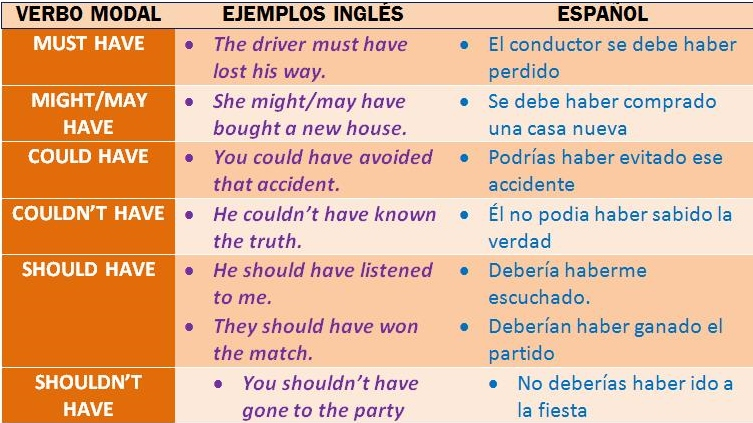 VERBO MODAL EJEMPLOS INGLÉS ESPAÑOL
MUST HAVE • The driver must have • El conductor se debe haber
lost his way. perdido
MIGHT/MAY • She might/may have • Se debe haber comprado
HAVE bought a new house. una casa nueva
COULD HAVE • You could have avoided • Podrías haber evitado ese
that accident. accidente
COULDN'T HAVE • He couldn't have known • Él no podia haber sabido la
the truth. verdad
SHOULD HAVE • He should have listened • Debería haberme
to me. escuchado.
• They should have won • Deberían haber ganado el
the match. partido
SHOULDN'T • You shouldn't have • No deberías haber ido a
HAVE gone to the party la fiesta